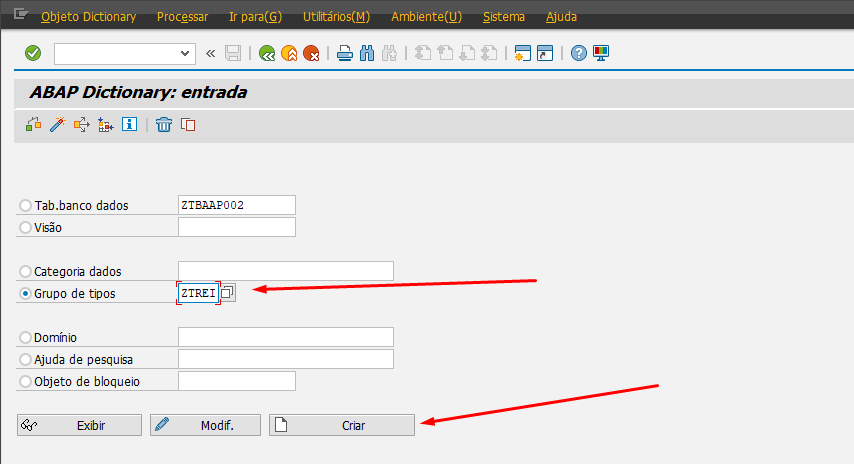 Objeto Dictionary Processar Ir para(G) Utilitários(M) Ambiente(U) Sistema Ajuda
ABAP Dictionary: entrada
Tab.banco dados ZTBAAP002
Visão
Categoria dados
Grupo de tipos ZTREI
Domínio
Ajuda de pesquisa
Objeto de bloqueio
Exibir Modif. Criar